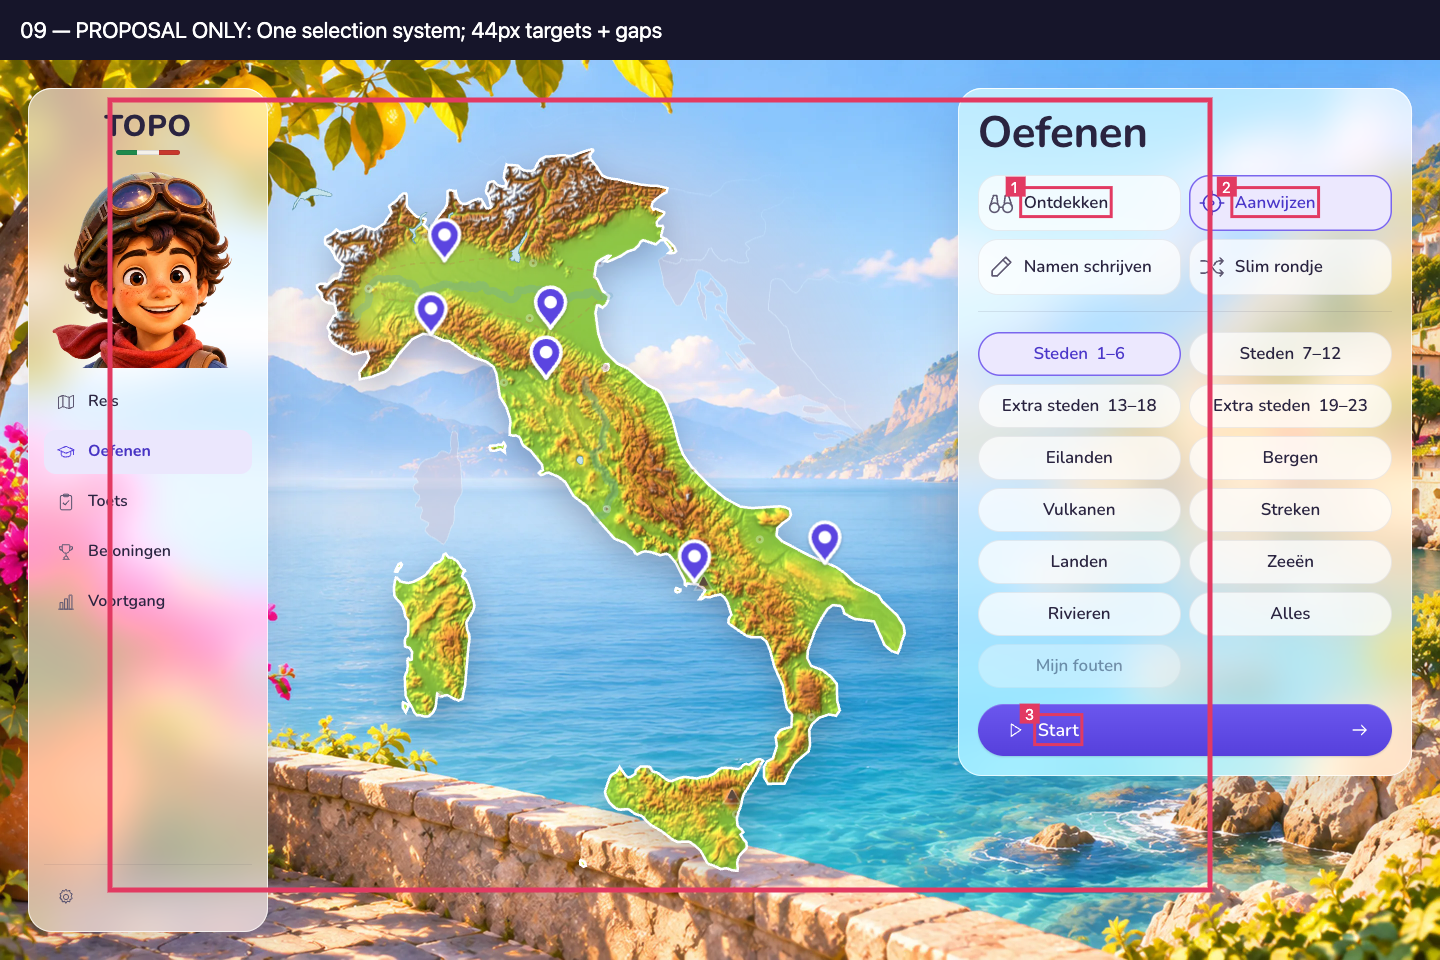 09 — PROPOSAL ONLY: One selection system; 44px targets + gaps
TOPO
Reis
Oefenen
Toets
Beloningen
Voortgang
Oefenen
1 Ontdekken
2 Aanwijzen
Namen schrijven
Slim rondje
Steden 1–6
Steden 7–12
Extra steden 13–18
Extra steden 19–23
Eilanden
Bergen
Vulkanen
Streken
Landen
Zeeën
Rivieren
Alles
Mijn fouten
3 Start